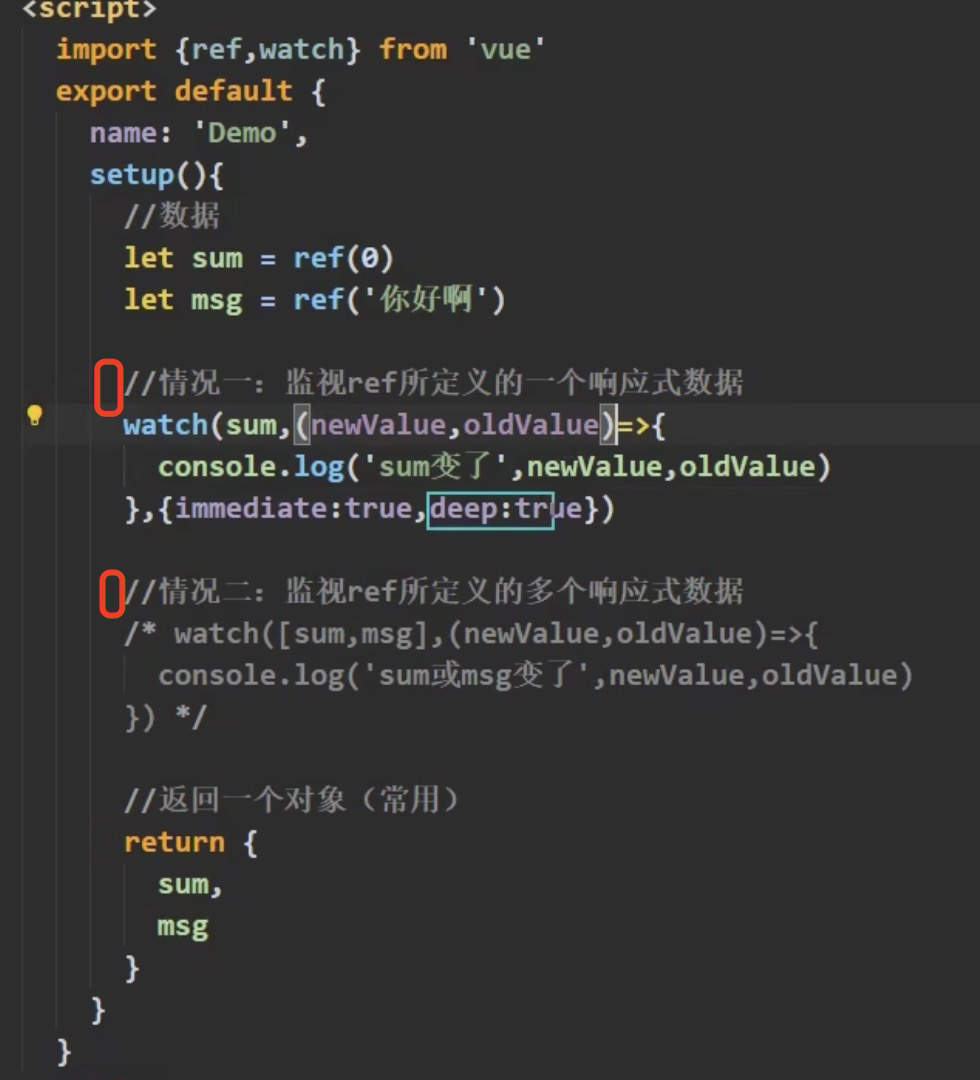 <script>
import {ref,watch} from 'vue'
export default {
name: 'Demo',
setup(){
//数据
let sum = ref(0)
let msg = ref('你好啊')
//情况一：监视ref所定义的一个响应式数据
watch(sum,(newValue,oldValue)=>{
console.log('sum变了',newValue,oldValue)
},{immediate:true,deep:true})
//情况二：监视ref所定义的多个响应式数据
/* watch([sum,msg],(newValue,oldValue)=>{
console.log('sum或msg变了',newValue,oldValue)
}) */
//返回一个对象（常用）
return {
sum,
msg
}
}
}